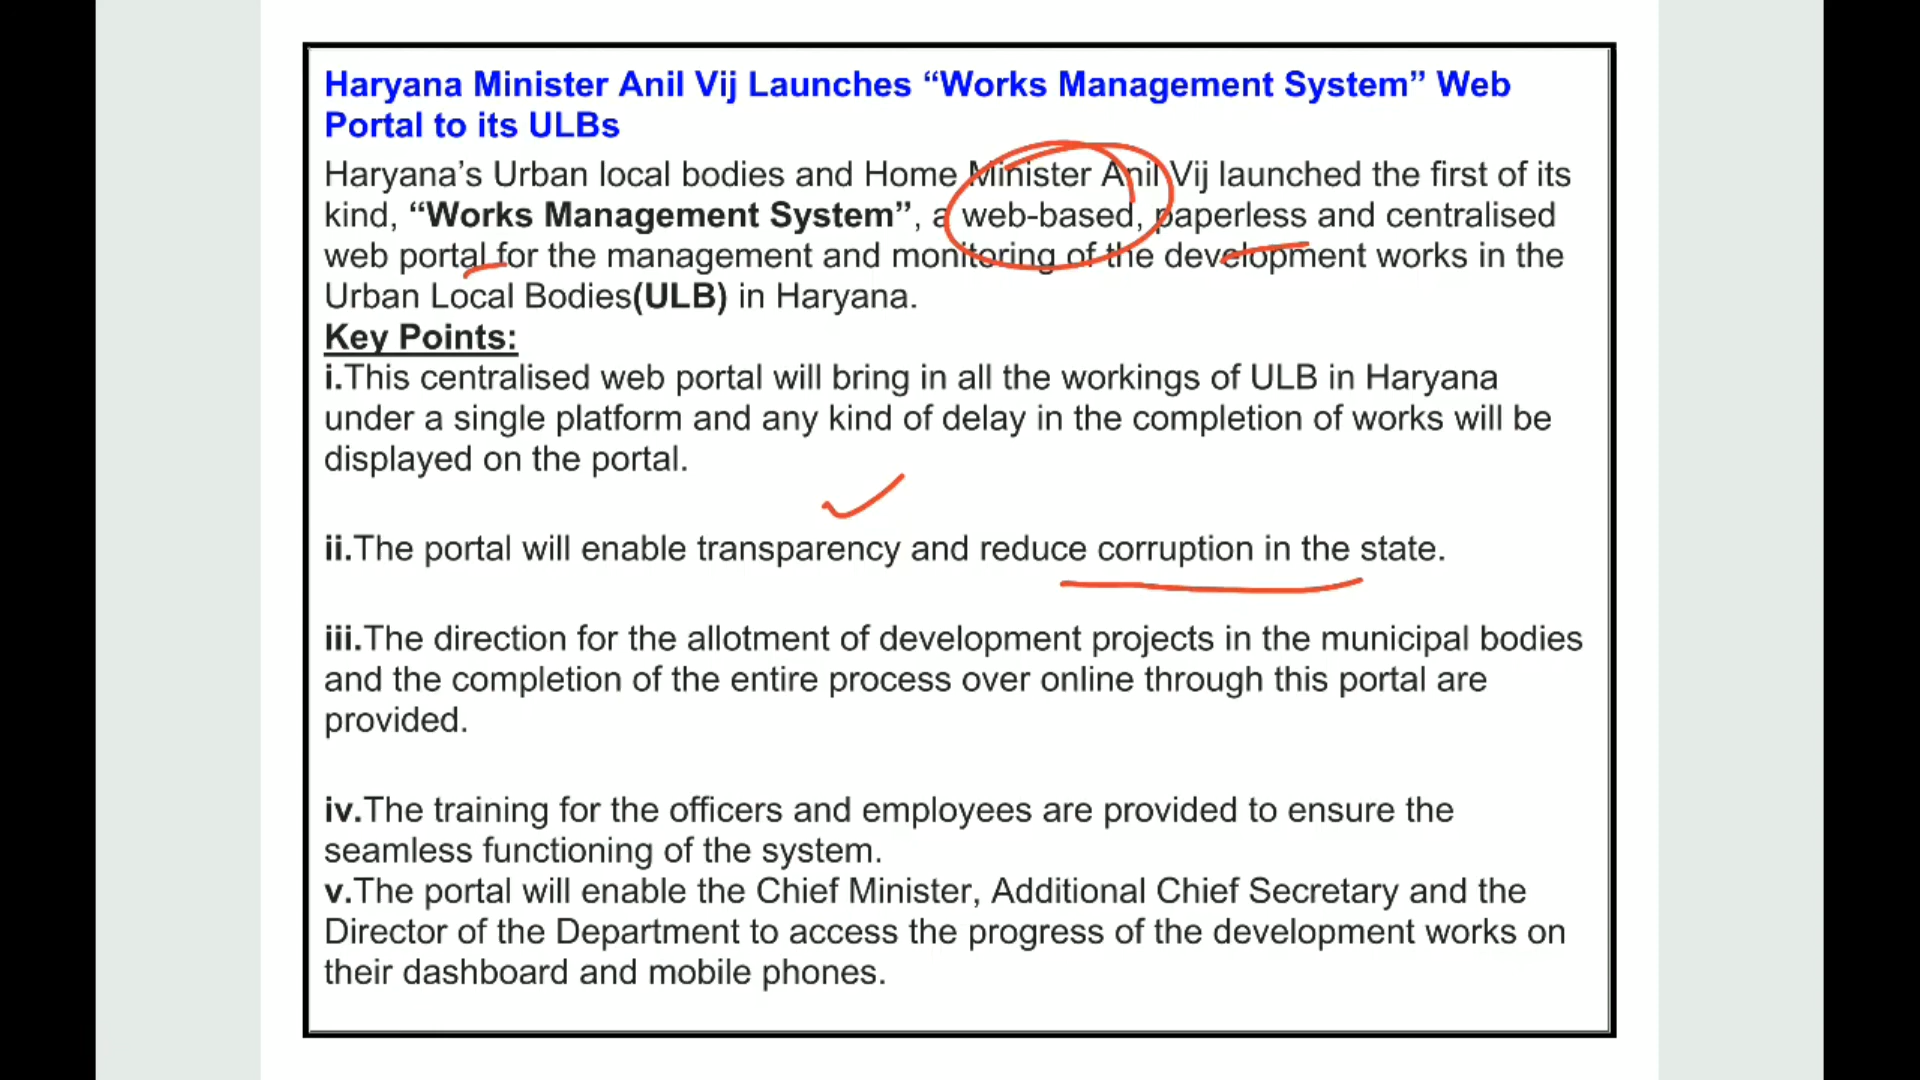 Haryana Minister Anil Vij Launches “Works Management System” Web
Portal to its ULBs
Haryana’s Urban local bodies and Home Minister Anil Vij launched the first of its
kind, “Works Management System”, a web-based, paperless and centralised
web portal for the management and monitoring of the development works in the
Urban Local Bodies(ULB) in Haryana.
Key Points:
i.This centralised web portal will bring in all the workings of ULB in Haryana
under a single platform and any kind of delay in the completion of works will be
displayed on the portal.
ii.The portal will enable transparency and reduce corruption in the state.
iii.The direction for the allotment of development projects in the municipal bodies
and the completion of the entire process over online through this portal are
provided.
iv.The training for the officers and employees are provided to ensure the
seamless functioning of the system.
v.The portal will enable the Chief Minister, Additional Chief Secretary and the
Director of the Department to access the progress of the development works on
their dashboard and mobile phones.